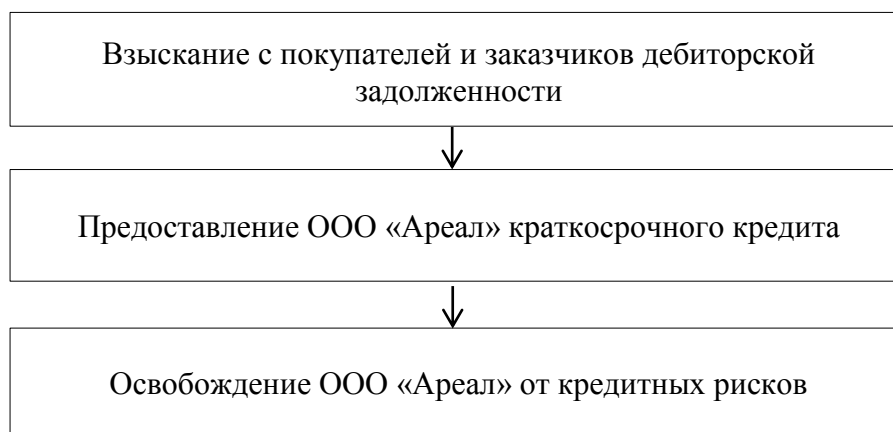 Взыскание с покупателей и заказчиков дебиторской
задолженности
Предоставление ООО «Ареал» краткосрочного кредита
Освобождение ООО «Ареал» от кредитных рисков